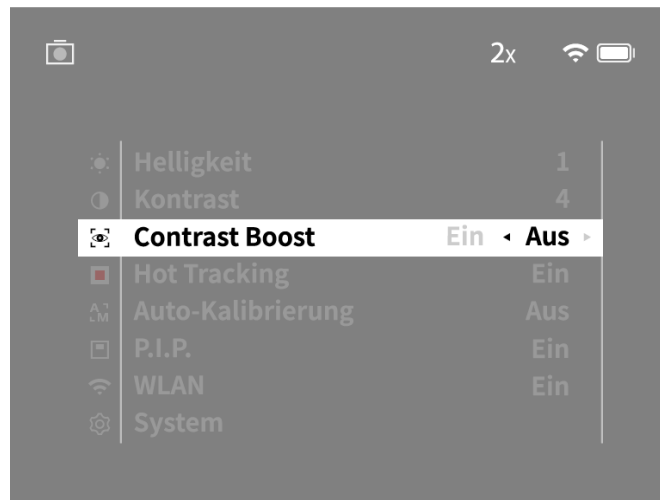 2x
Helligkeit 1
Kontrast 4
Contrast Boost Ein Aus
Hot Tracking Ein
Auto-Kalibrierung Aus
P.I.P. Ein
WLAN Ein
System